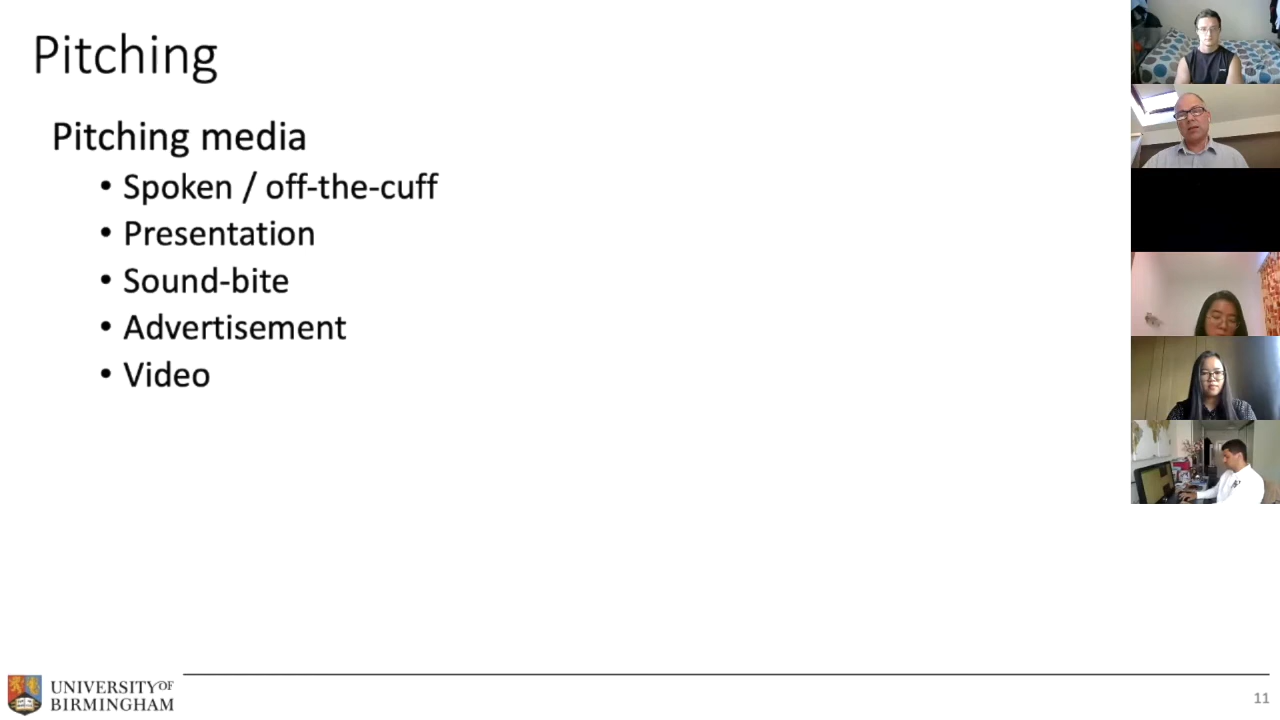 Pitching
Pitching media
• Spoken / off-the-cuff
• Presentation
• Sound-bite
• Advertisement
• Video
UNIVERSITY OF
BIRMINGHAM
11